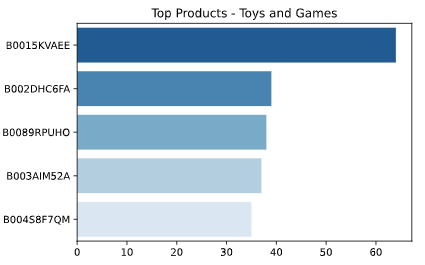 Top Products - Toys and Games
B0015KVAEE
B002DHC6FA
B0089RPUHO
B003AIM52A
B004S8F7QM
0 10 20 30 40 50 60